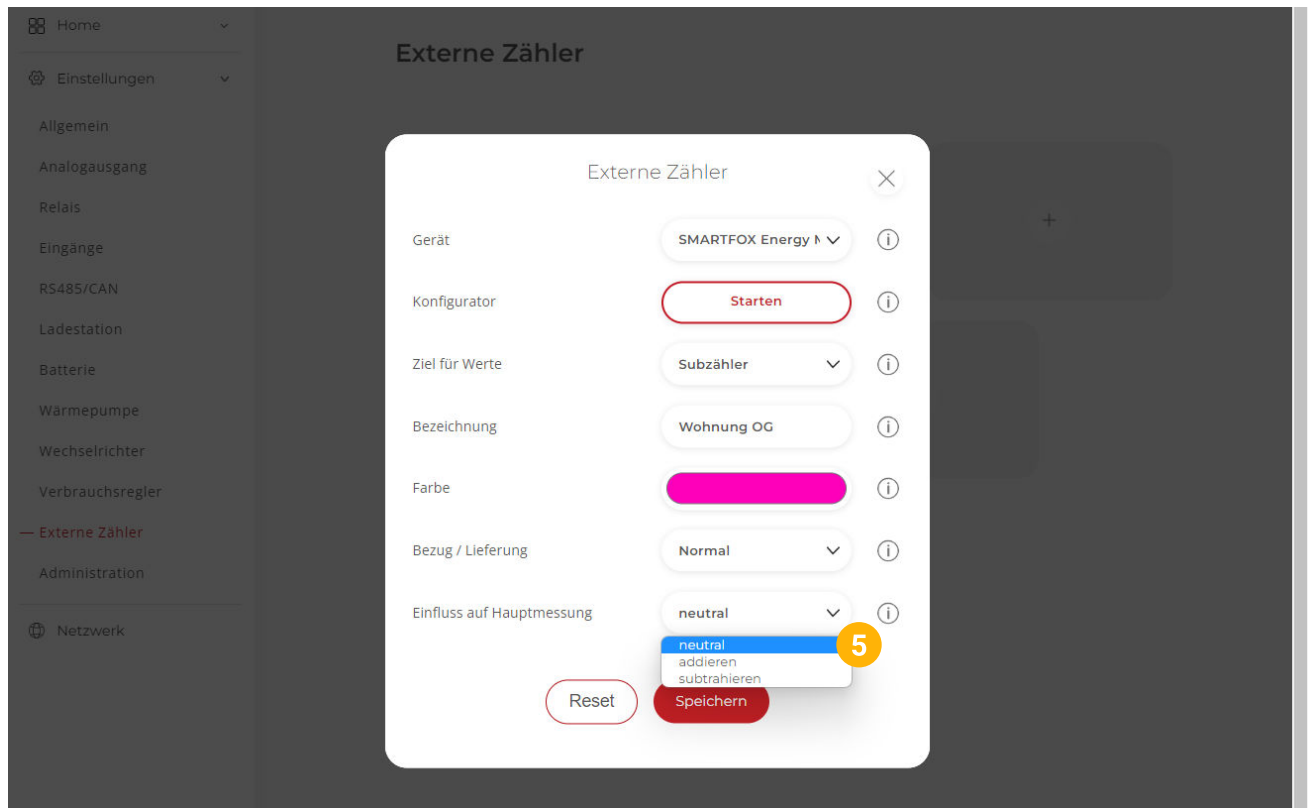 Home
Einstellungen
Allgemein
Analogausgang
Relais
Eingänge
RS485/CAN
Ladestation
Batterie
Wärmepumpe
Wechselrichter
Verbrauchsregler
Externe Zähler
Administration
Netzwerk
Externe Zähler
Externe Zähler
Gerät SMARTFOX Energy
Konfigurator Starten
Ziel für Werte Subzähler
Bezeichnung Wohnung OG
Farbe
Bezug / Lieferung Normal
Einfluss auf Hauptmessung neutral
neutral
addieren
subtrahieren
5
Reset Speichern